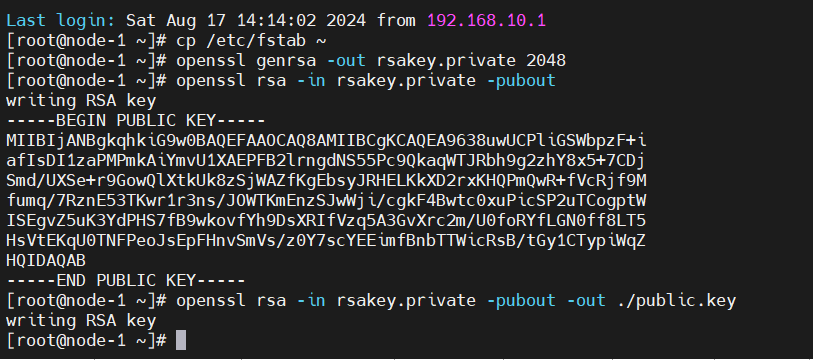 Last login: Sat Aug 17 14:14:02 2024 from 192.168.10.1
[root@node-1 ~]# cp /etc/fstab ~
[root@node-1 ~]# openssl genrsa -out rsakey.private 2048
[root@node-1 ~]# openssl rsa -in rsakey.private -pubout
writing RSA key
-----BEGIN PUBLIC KEY-----
MIIBIjANBgkqhkiG9w0BAQEFAAOCAQ8AMIIBCgKCAQEA9638uwUCPliGSWbpzF+i
afIsDI1zaPMPmkAiYmvU1XAEPFB2lrngdNS55Pc9QkaqWTJRbh9g2zhY8x5+7CDj
Smd/UXSe+r9GowQlXtkUk8zSjWAZfKgEbsyJRHELKkXD2rxKHQPmQwR+fVcRjf9M
fumq/7RznE53TKwr1r3ns/JOWTKmEnzSJwWji/cgkF4Bwtc0xuPicSP2uTCogptW
ISEgvZ5uK3YdPHS7fB9wkovfYh9DsXRIfVzq5A3GvXrc2m/U0foRYfLGN0ff8LT5
HsVtEKqU0TNFPeoJsEpFHnvSmVs/z0Y7scYEEimfBnbTTWicRsB/tGy1CTypiWqZ
HQIDAQAB
-----END PUBLIC KEY-----
[root@node-1 ~]# openssl rsa -in rsakey.private -pubout -out ./public.key
writing RSA key
[root@node-1 ~]#